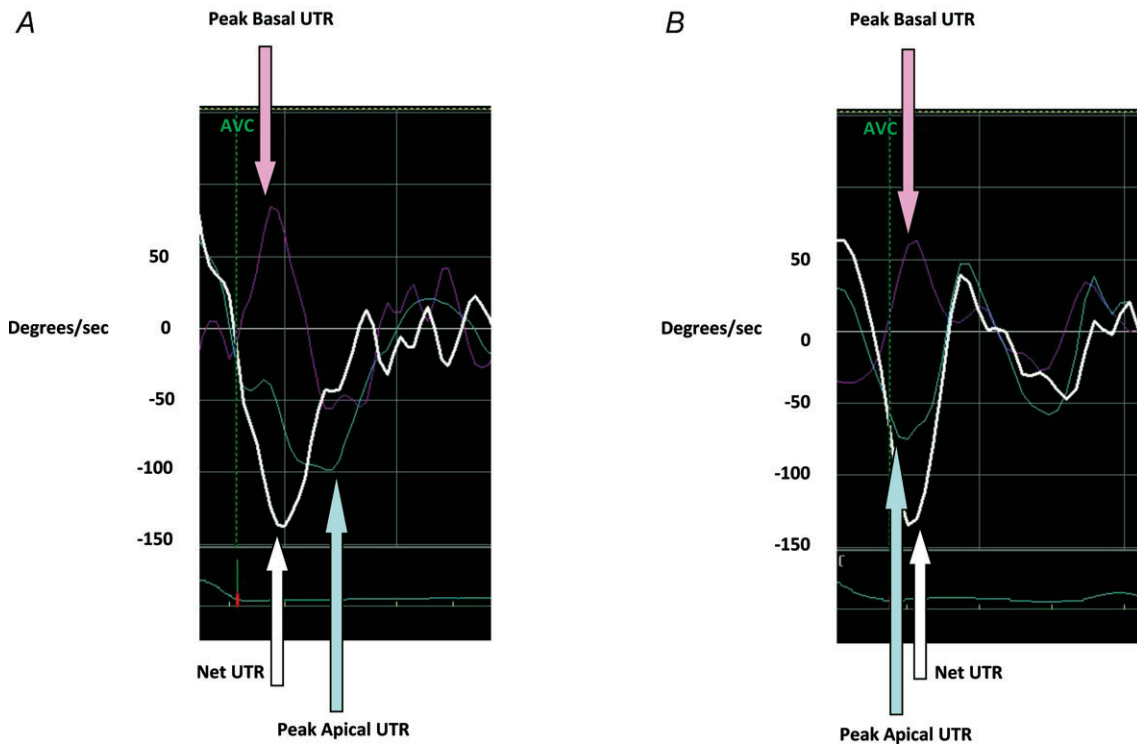 A
Peak Basal UTR
AVC
50
Degrees/sec
0
-50
-100
-150
Net UTR
Peak Apical UTR
B
Peak Basal UTR
AVC
50
Degrees/sec
0
-50
-100
-150
[
Net UTR
Peak Apical UTR